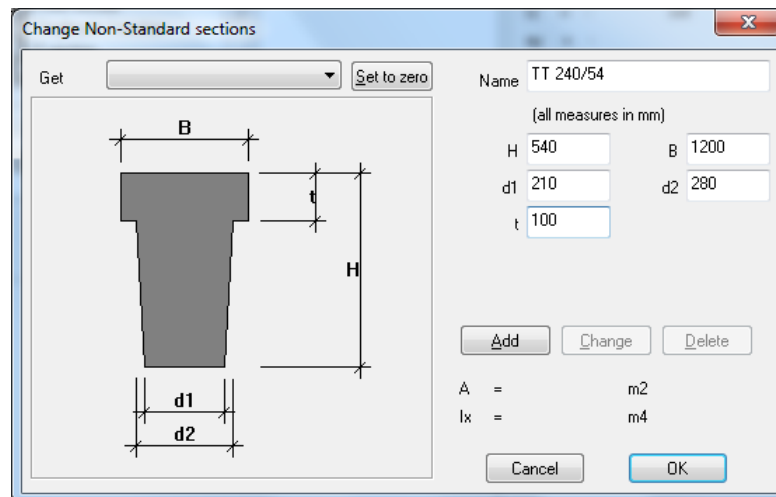 Change Non-Standard sections
x
Get
Set to zero
Name TT 240/54
(all measures in mm)
H 540 B 1200
d1 210 d2 280
t 100
B
t
H
d1
d2
Add Change Delete
A = m2
Ix = m4
Cancel OK